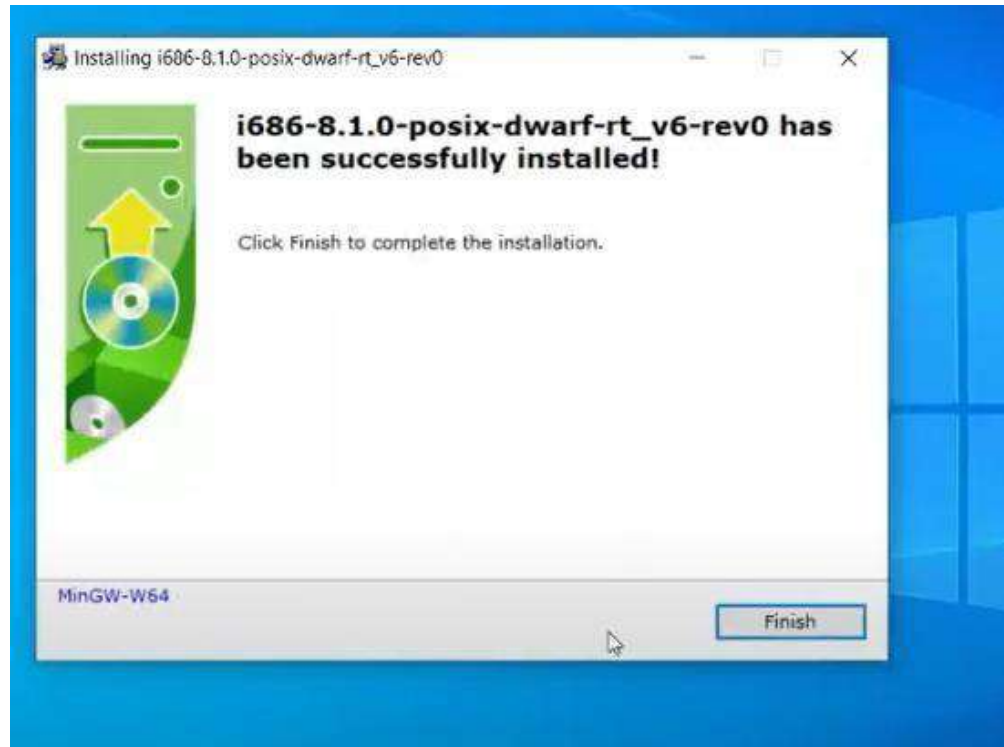 Installing i686-8.1.0-posix-dwarf-rt_v6-rev0
i686-8.1.0-posix-dwarf-rt_v6-rev0 has
been successfully installed!
Click Finish to complete the installation.
MinGW-W64
Finish